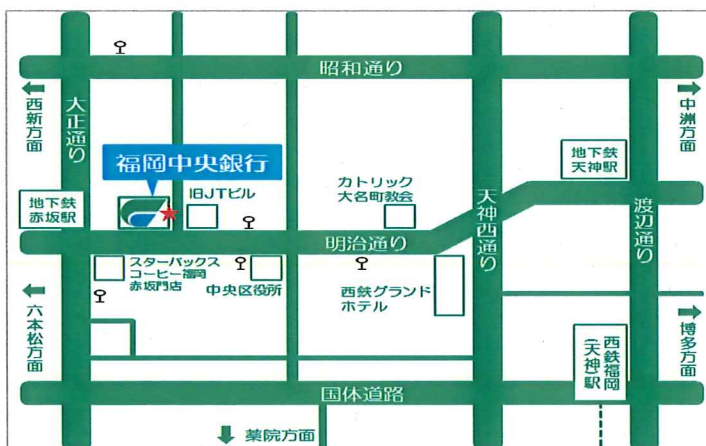 昭和通り
西新方面
大正通り
中洲方面
福岡中央銀行
地下鉄
天神駅
カトリック
大名町教会
旧JTビル
地下鉄
赤坂駅
天神西通り
渡辺通り
明治通り
スターバックス
コーヒー福岡
赤坂門店
中央区役所
西鉄グランド
ホテル
六本松方面
博多方面
西鉄福岡
(天神)駅
国体道路
薬院方面